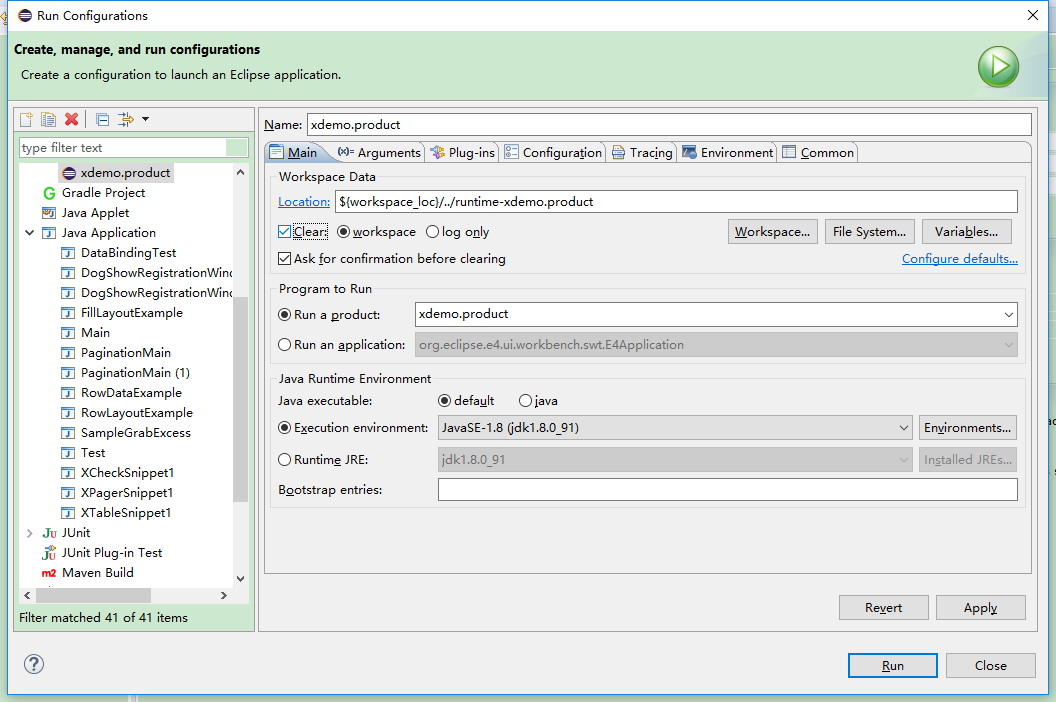 Run Configurations
Create, manage, and run configurations
Create a configuration to launch an Eclipse application.
type filter text
xdemo.product
Gradle Project
Java Applet
Java Application
DataBindingTest
DogShowRegistrationWind
DogShowRegistrationWind
FillLayoutExample
Main
PaginationMain
PaginationMain (1)
RowDataExample
RowLayoutExample
SampleGrabExcess
Test
XCheckSnippet1
XPagerSnippet1
XTableSnippet1
JUnit
JUnit Plug-in Test
m2 Maven Build
Filter matched 41 of 41 items
Name: xdemo.product
Main (x)= Arguments Plug-ins Configuration Tracing Environment Common
Workspace Data
Location: ${workspace_loc}/../runtime-xdemo.product
Clear: workspace log only Workspace... File System... Variables...
Ask for confirmation before clearing Configure defaults...
Program to Run
Run a product: xdemo.product
Run an application: org.eclipse.e4.ui.workbench.swt.E4Application
Java Runtime Environment
Java executable: default java
Execution environment: JavaSE-1.8 (jdk1.8.0_91) Environments...
Runtime JRE: jdk1.8.0_91 Installed JREs...
Bootstrap entries:
Revert Apply
Run Close